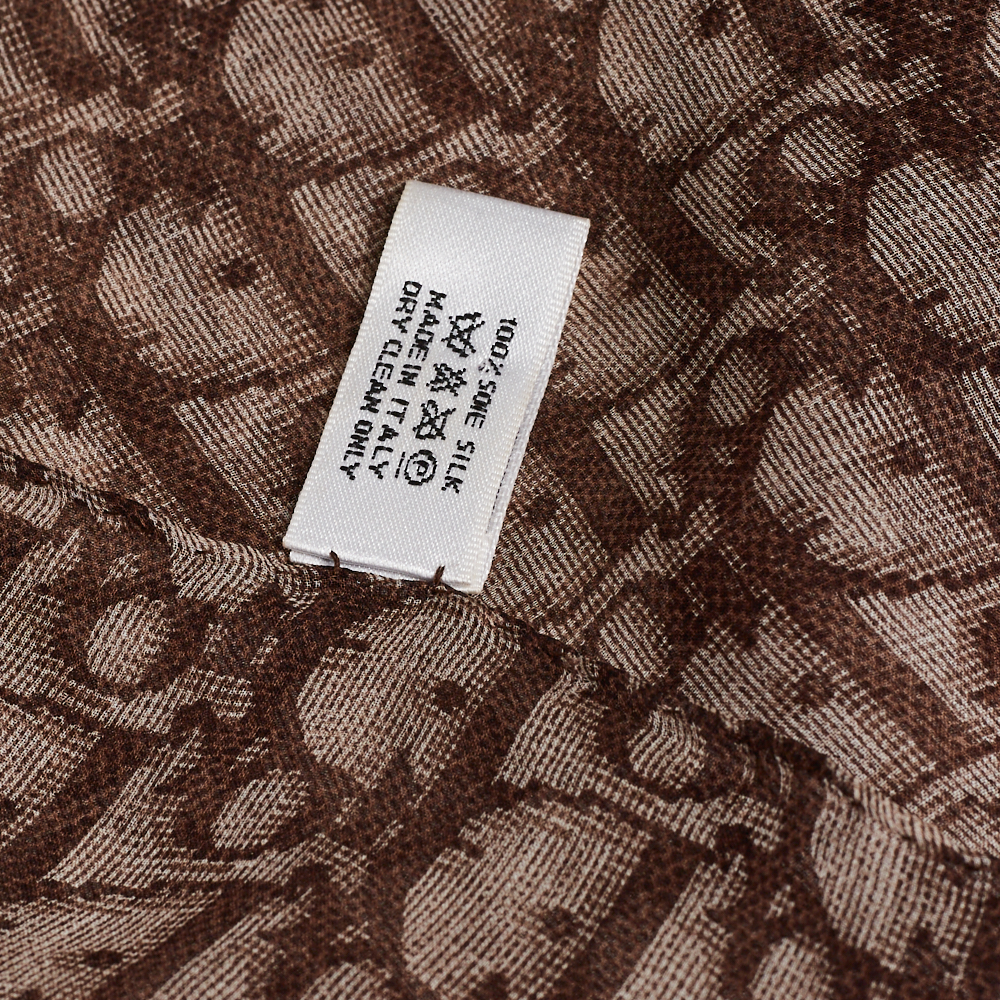 100% SOIE SILK
P
MADE IN ITALY
DRY CLEAN ONLY